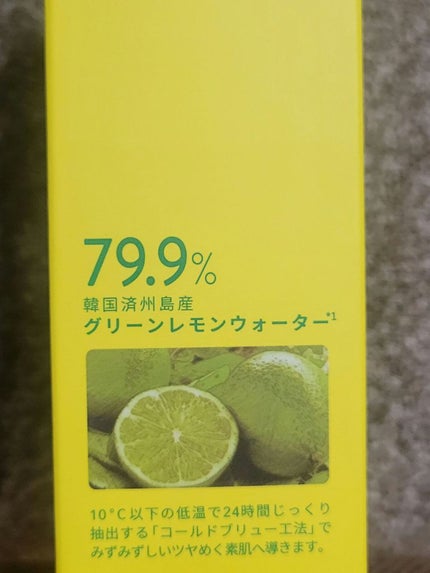 79.9%
韓国済州島産
グリーンレモンウォーター*1
10°C以下の低温で24時間じっくり
抽出する「コールドブリュー工法」で
みずみずしいツヤめく素肌へ導きます。